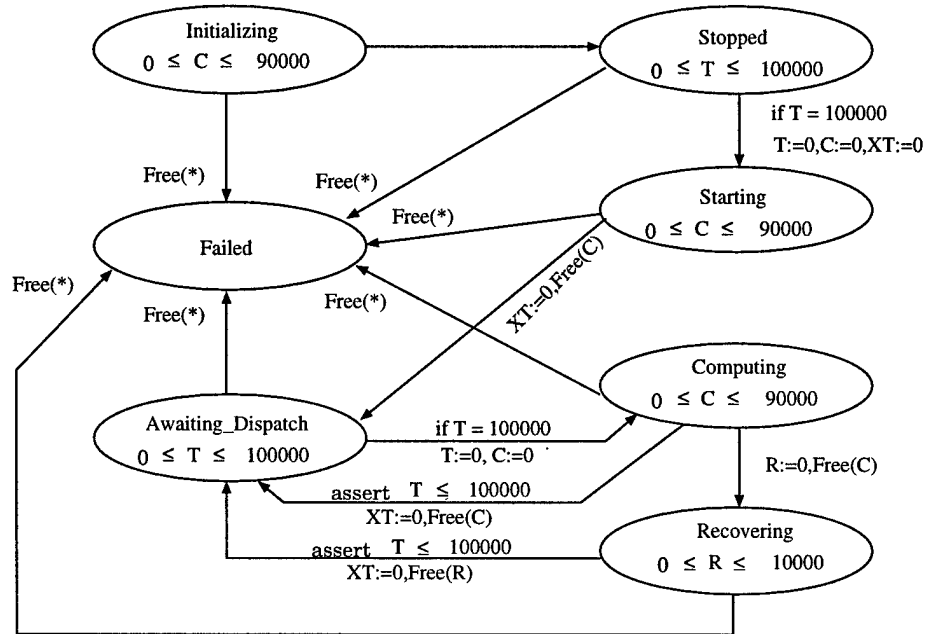 Initializing
0 ≤ C ≤ 90000
Stopped
0 ≤ T ≤ 100000
if T = 100000
T:=0,C:=0,XT:=0
Free(*)
Free(*)
Starting
0 ≤ C ≤ 90000
Free(*)
Failed
Free(*)
Free(*)
Free(*)
XT:=0,Free(C)
Computing
0 ≤ C ≤ 90000
Awaiting_Dispatch
0 ≤ T ≤ 100000
if T = 100000
T:=0, C:=0
R:=0,Free(C)
assert T ≤ 100000
XT:=0,Free(C)
Recovering
0 ≤ R ≤ 10000
assert T ≤ 100000
XT:=0,Free(R)